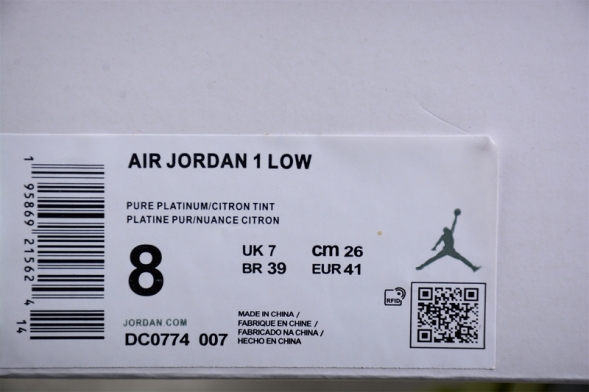 AIR JORDAN 1 LOW
PURE PLATINUM/CITRON TINT
PLATINE PUR/NUANCE CITRON
8
UK 7 cm 26
BR 39 EUR 41
RFID
JORDAN COM
DC0774 007
MADE IN CHINA /
FABRIQUE EN CHINE /
FABRICADO NA CHINA /
HECHO EN CHINA
1 95869 21562 4 14